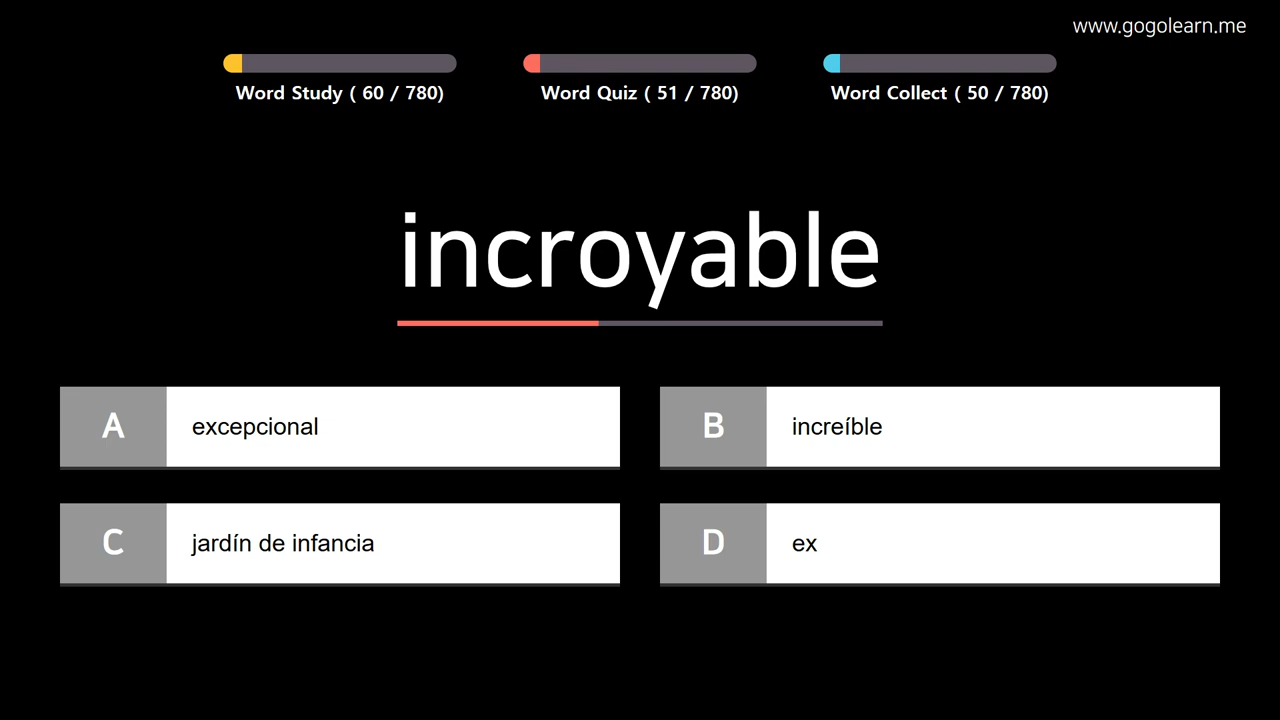 www.gogolearn.me
Word Study ( 60 / 780)
Word Quiz ( 51 / 780)
Word Collect ( 50 / 780)
incroyable
A
excepcional
B
increíble
C
jardín de infancia
D
ex